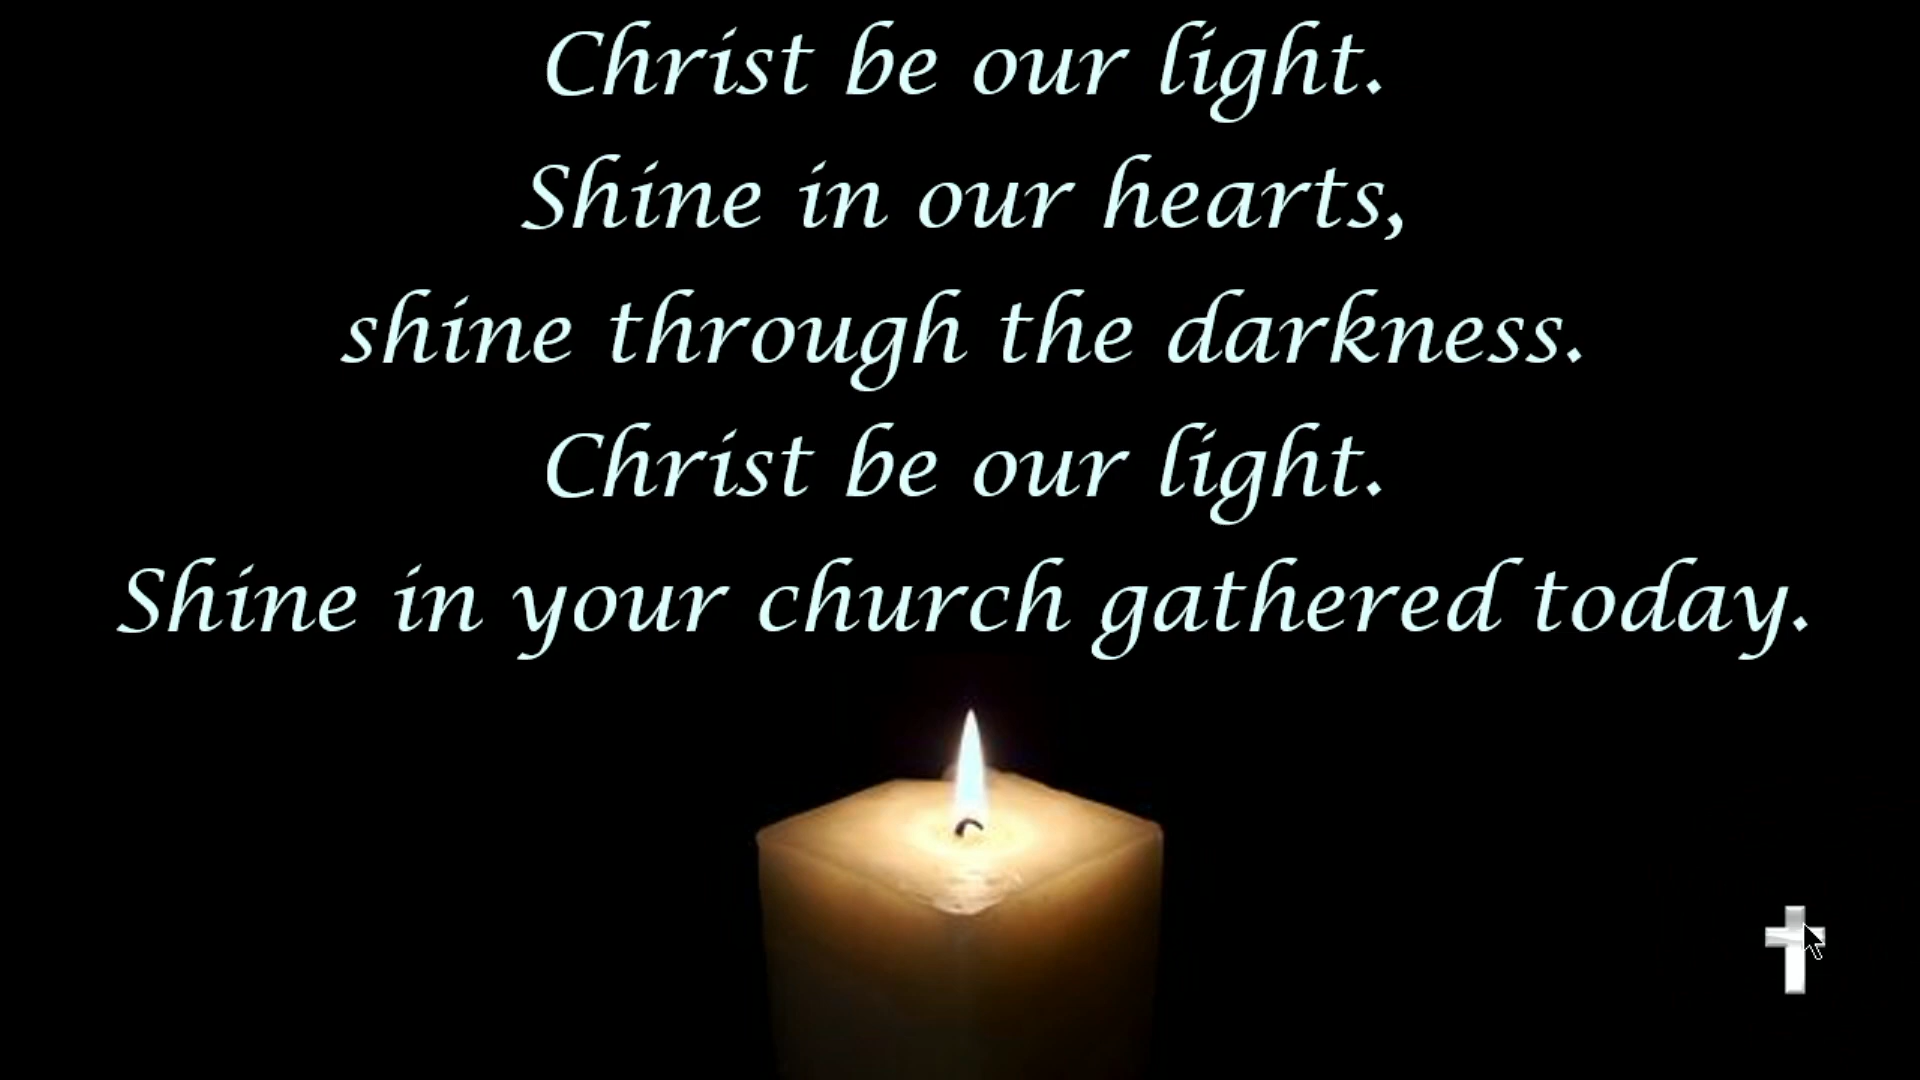 Christ be our light.
Shine in our hearts,
shine through the darkness.
Christ be our light.
Shine in your church gathered today.